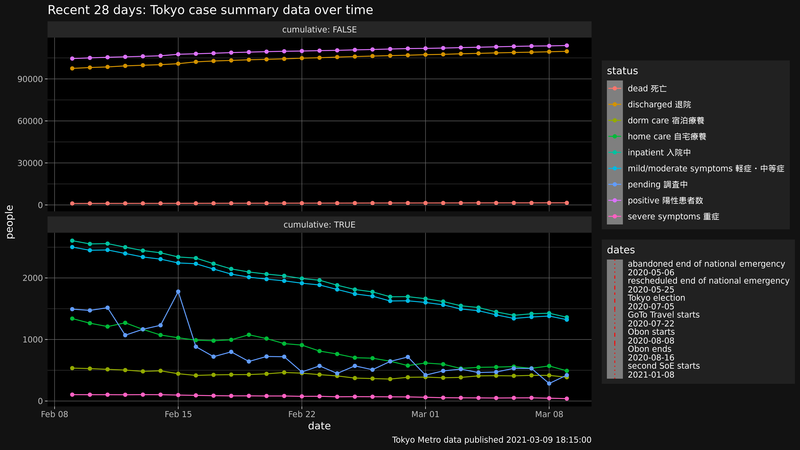 Recent 28 days: Tokyo case summary data over time
cumulative: FALSE
90000
60000
30000
0
cumulative: TRUE
2000
1000
0
people
Feb 08
Feb 15
Feb 22
Mar 01
Mar 08
date
status
dead 死亡
discharged 退院
dorm care 宿泊療養
home care 自宅療養
inpatient 入院中
mild/moderate symptoms 軽症・中等症
pending 調査中
positive 陽性患者数
severe symptoms 重症
dates
abandoned end of national emergency
2020-05-06
rescheduled end of national emergency
2020-05-25
Tokyo election
2020-07-05
GoTo Travel starts
2020-07-22
Obon starts
2020-08-08
Obon ends
2020-08-16
second SoE starts
2021-01-08
Tokyo Metro data published 2021-03-09 18:15:00